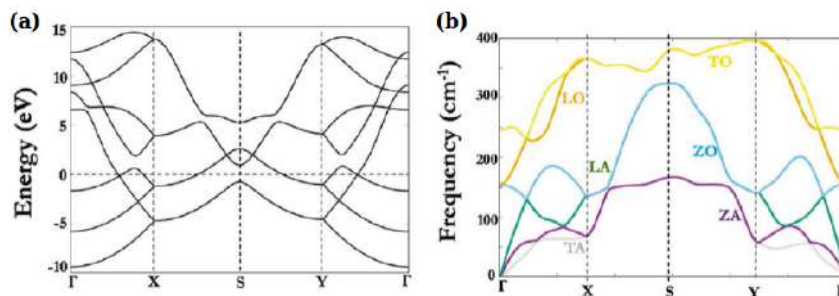 (a)
15
10
5
0
-5
-10
Energy (eV)
Γ X S Y Γ
(b)
400
300
200
100
0
Frequency (cm⁻¹)
LO
TO
LA
ZO
ZA
TA
Γ X S Y